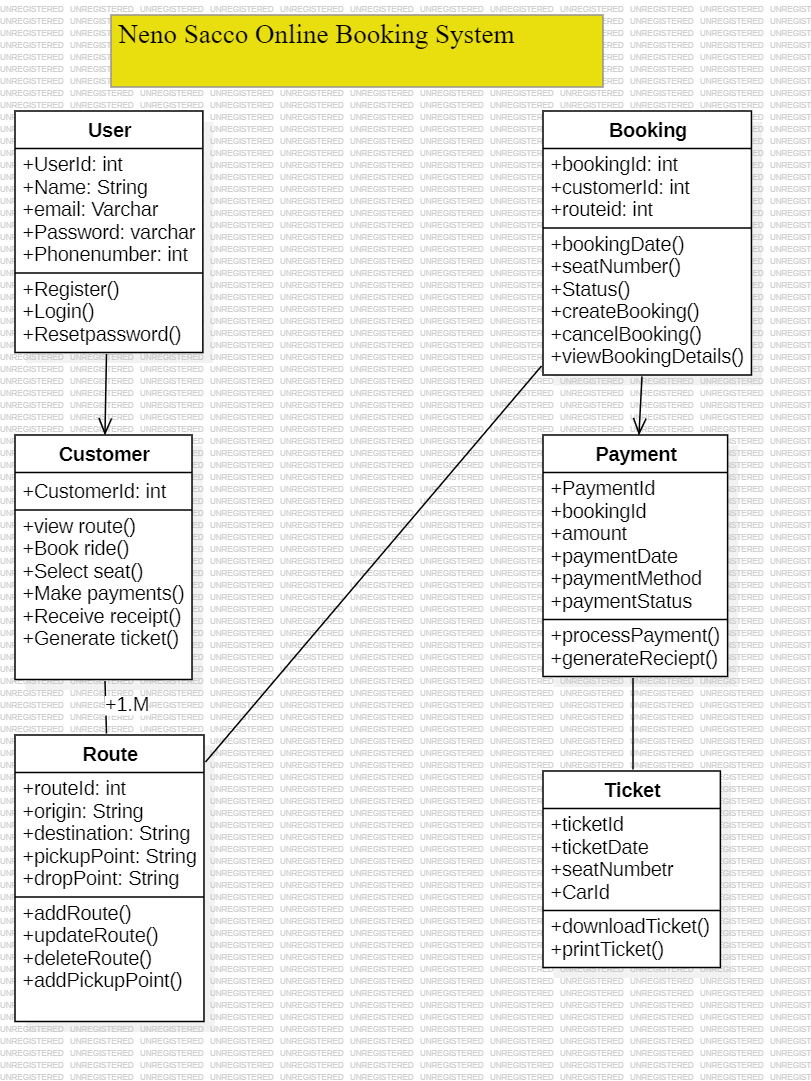 Neno Sacco Online Booking System
User
+UserId: int
+Name: String
+email: Varchar
+Password: varchar
+Phonenumber: int
+Register()
+Login()
+Resetpassword()
Customer
+CustomerId: int
+view route()
+Book ride()
+Select seat()
+Make payments()
+Receive receipt()
+Generate ticket()
+1.M
Route
+routeId: int
+origin: String
+destination: String
+pickupPoint: String
+dropPoint: String
+addRoute()
+updateRoute()
+deleteRoute()
+addPickupPoint()
Booking
+bookingId: int
+customerId: int
+routeid: int
+bookingDate()
+seatNumber()
+Status()
+createBooking()
+cancelBooking()
+viewBookingDetails()
Payment
+PaymentId
+bookingId
+amount
+paymentDate
+paymentMethod
+paymentStatus
+processPayment()
+generateReciept()
Ticket
+ticketId
+ticketDate
+seatNumbetr
+CarId
+downloadTicket()
+printTicket()
UNREGISTERED